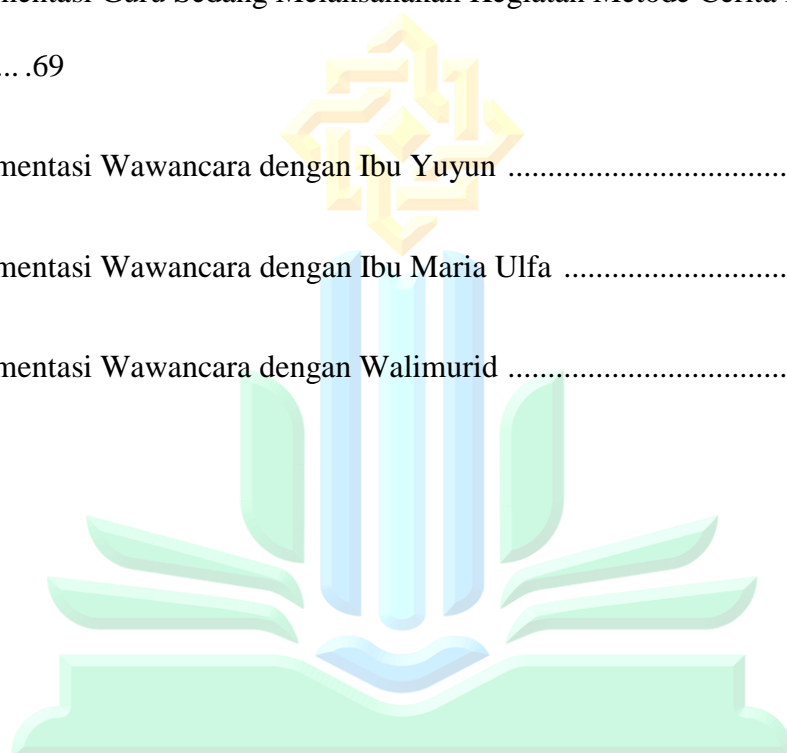 mentasi Guru Sedang Melaksanakan Kegiatan Metode Cerita
... .69
mentasi Wawancara dengan Ibu Yuyun ...................................
mentasi Wawancara dengan Ibu Maria Ulfa ............................
mentasi Wawancara dengan Walimurid ...................................